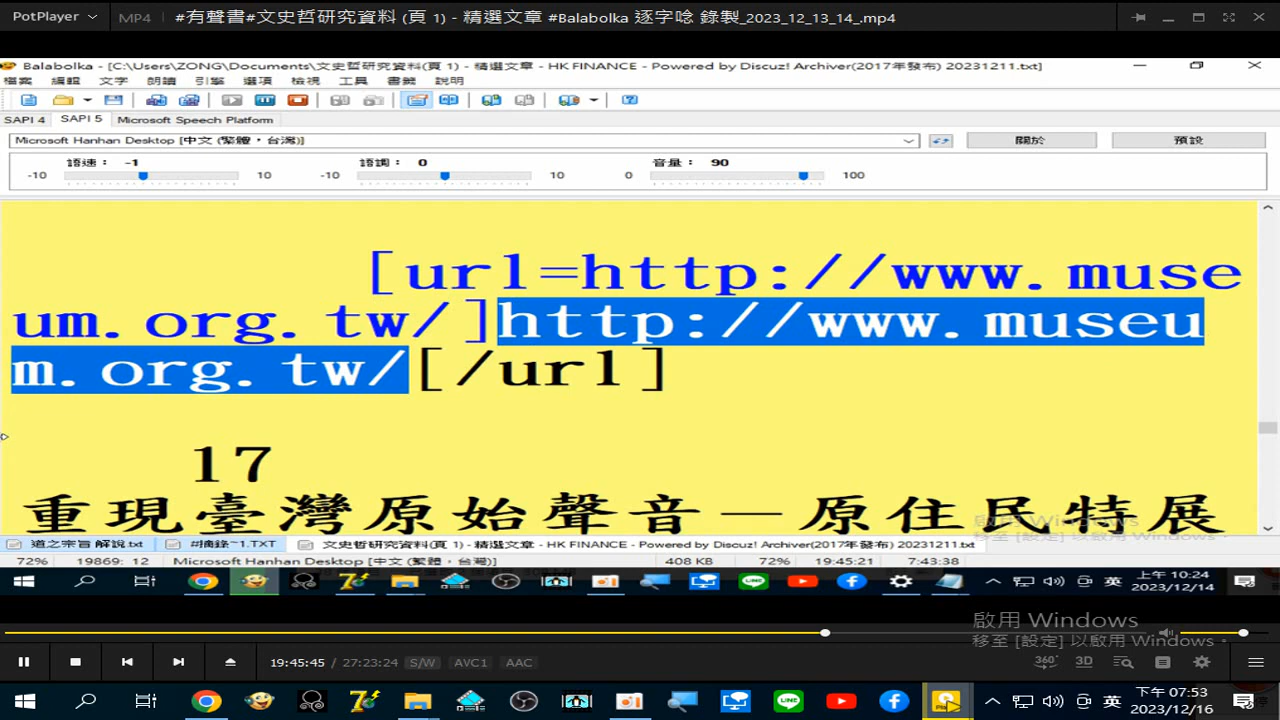 PotPlayer MP4 #有聲書#文史哲研究資料 (頁 1) - 精選文章 #Balabolka 逐字唸 錄製_2023_12_13_14_.mp4
Balabolka - [C:\Users\ZONG\Documents\文史哲研究資料(頁 1) - 精選文章 - HK FINANCE - Powered by Discuz! Archiver(2017年發布) 20231211.txt]
檔案 編輯 文字 朗讀 引擎 選項 檢視 工具 書籤 說明
SAPI 4 SAPI 5 Microsoft Speech Platform
Microsoft Hanhan Desktop [中文 (繁體，台灣)] 關於 預設
語速： -1 語調： 0 音量： 90
-10 10 -10 10 0 100
[url=http://www.muse
um.org.tw/]http://www.museu
m.org.tw/[/url]
17
重現臺灣原始聲音—原住民特展
啟用 Windows
移至 [設定] 以啟用 Windows。
道之宗旨 解說.txt #摘錄~1.TXT 文史哲研究資料(頁 1) - 精選文章 - HK FINANCE - Powered by Discuz! Archiver(2017年發布) 20231211.txt
72% 19869: 12 Microsoft Hanhan Desktop [中文 (繁體，台灣)] 408 KB 72% 19:45:21 7:43:38
英 上午 10:24
2023/12/14
啟用 Windows
移至 [設定] 以啟用 Windows。
19:45:45 / 27:23:24 S/W AVC1 AAC 360° 3D
英 下午 07:53
2023/12/16